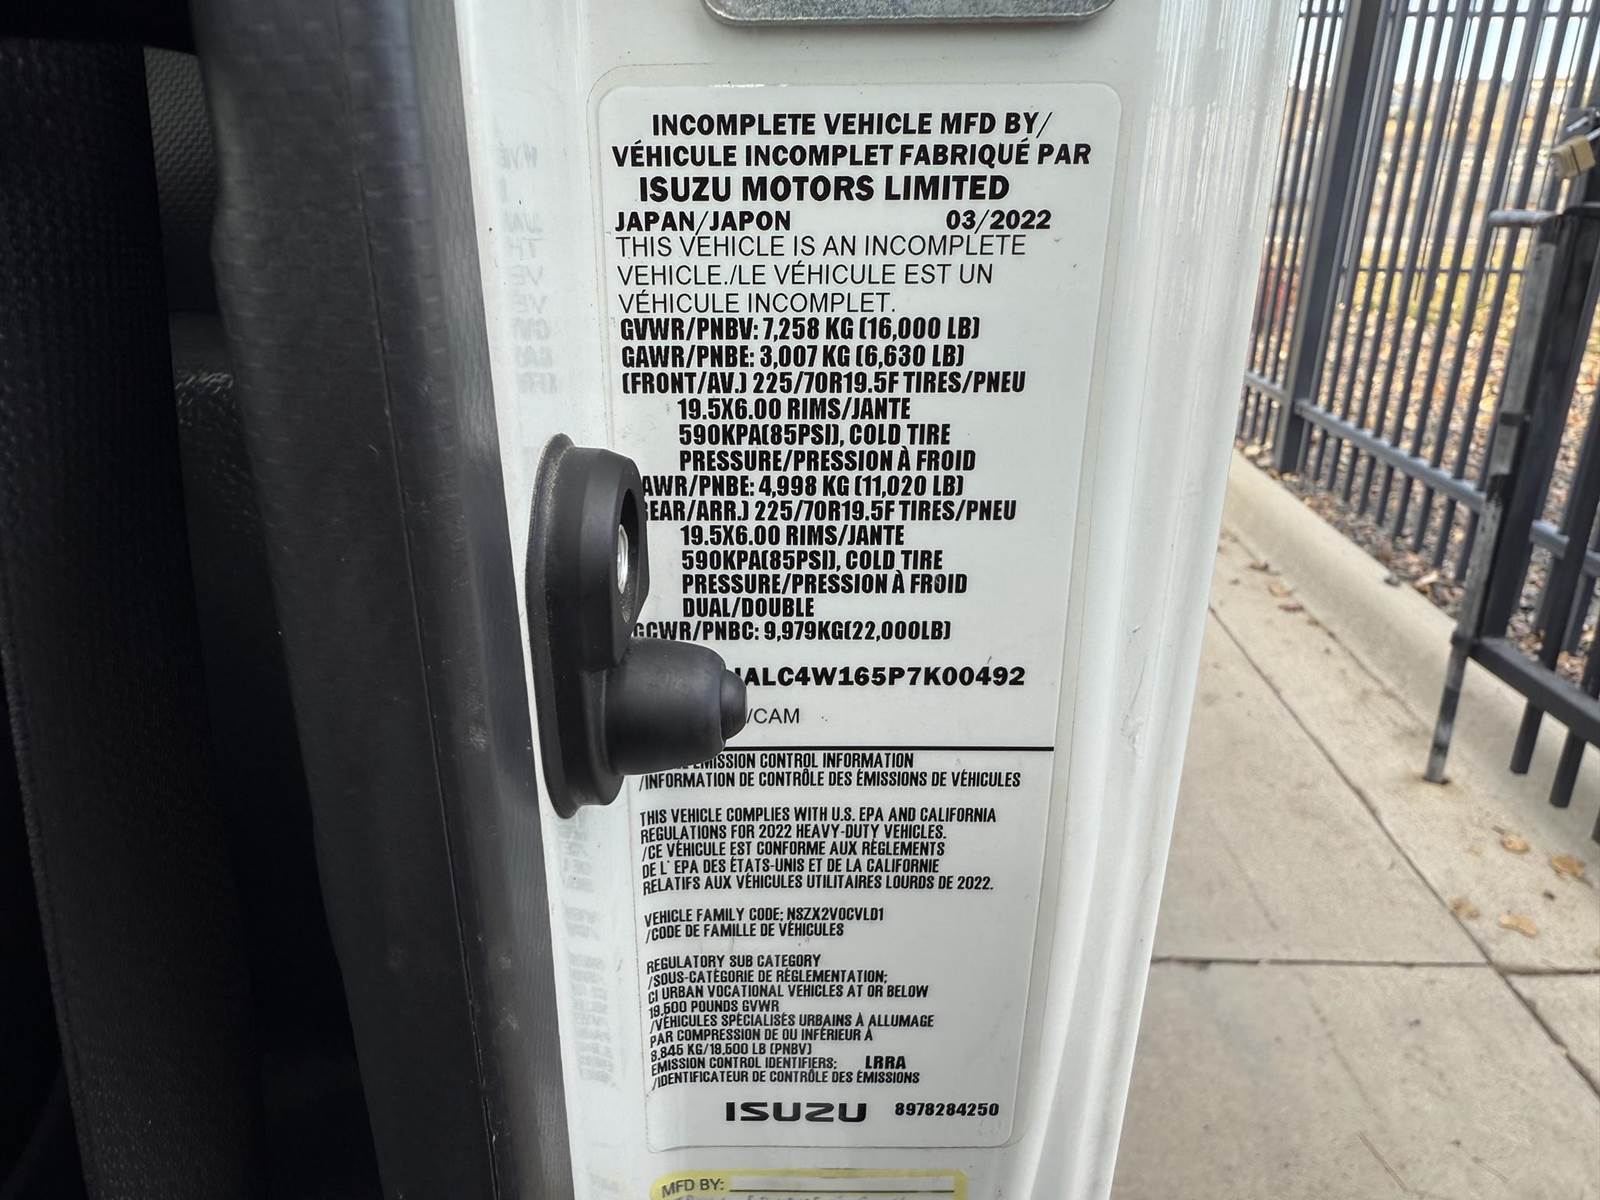 INCOMPLETE VEHICLE MFD BY/
VÉHICULE INCOMPLET FABRIQUÉ PAR
ISUZU MOTORS LIMITED
JAPAN/JAPON 03/2022
THIS VEHICLE IS AN INCOMPLETE
VEHICLE./LE VÉHICULE EST UN
VÉHICULE INCOMPLET.
GVWR/PNBV: 7,258 KG (16,000 LB)
GAWR/PNBE: 3,007 KG (6,630 LB)
(FRONT/AV.) 225/70R19.5F TIRES/PNEU
19.5X6.00 RIMS/JANTE
590KPA(85PSI), COLD TIRE
PRESSURE/PRESSION À FROID
AWR/PNBE: 4,998 KG (11,020 LB)
EAR/ARR.) 225/70R19.5F TIRES/PNEU
19.5X6.00 RIMS/JANTE
590KPA(85PSI), COLD TIRE
PRESSURE/PRESSION À FROID
DUAL/DOUBLE
GCWR/PNBC: 9,979KG(22,000LB)
JALC4W165P7K00492
/CAM
EMISSION CONTROL INFORMATION
/INFORMATION DE CONTRÔLE DES ÉMISSIONS DE VÉHICULES
THIS VEHICLE COMPLIES WITH U.S. EPA AND CALIFORNIA
REGULATIONS FOR 2022 HEAVY-DUTY VEHICLES.
/CE VÉHICULE EST CONFORME AUX RÈGLEMENTS
DE L' EPA DES ÉTATS-UNIS ET DE LA CALIFORNIE
RELATIFS AUX VÉHICULES UTILITAIRES LOURDS DE 2022.
VEHICLE FAMILY CODE: NSZX2VOCVLD1
/CODE DE FAMILLE DE VÉHICULES
REGULATORY SUB CATEGORY
/SOUS-CATÉGORIE DE RÉGLEMENTATION:
CI URBAN VOCATIONAL VEHICLES AT OR BELOW
19,500 POUNDS GVWR
/VÉHICULES SPÉCIALISÉS URBAINS À ALLUMAGE
PAR COMPRESSION DE OU INFÉRIEUR À
8,845 KG/19,500 LB (PNBV)
EMISSION CONTROL IDENTIFIERS: LRRA
/IDENTIFICATEUR DE CONTRÔLE DES ÉMISSIONS
ISUZU 8978284250
MFD BY: